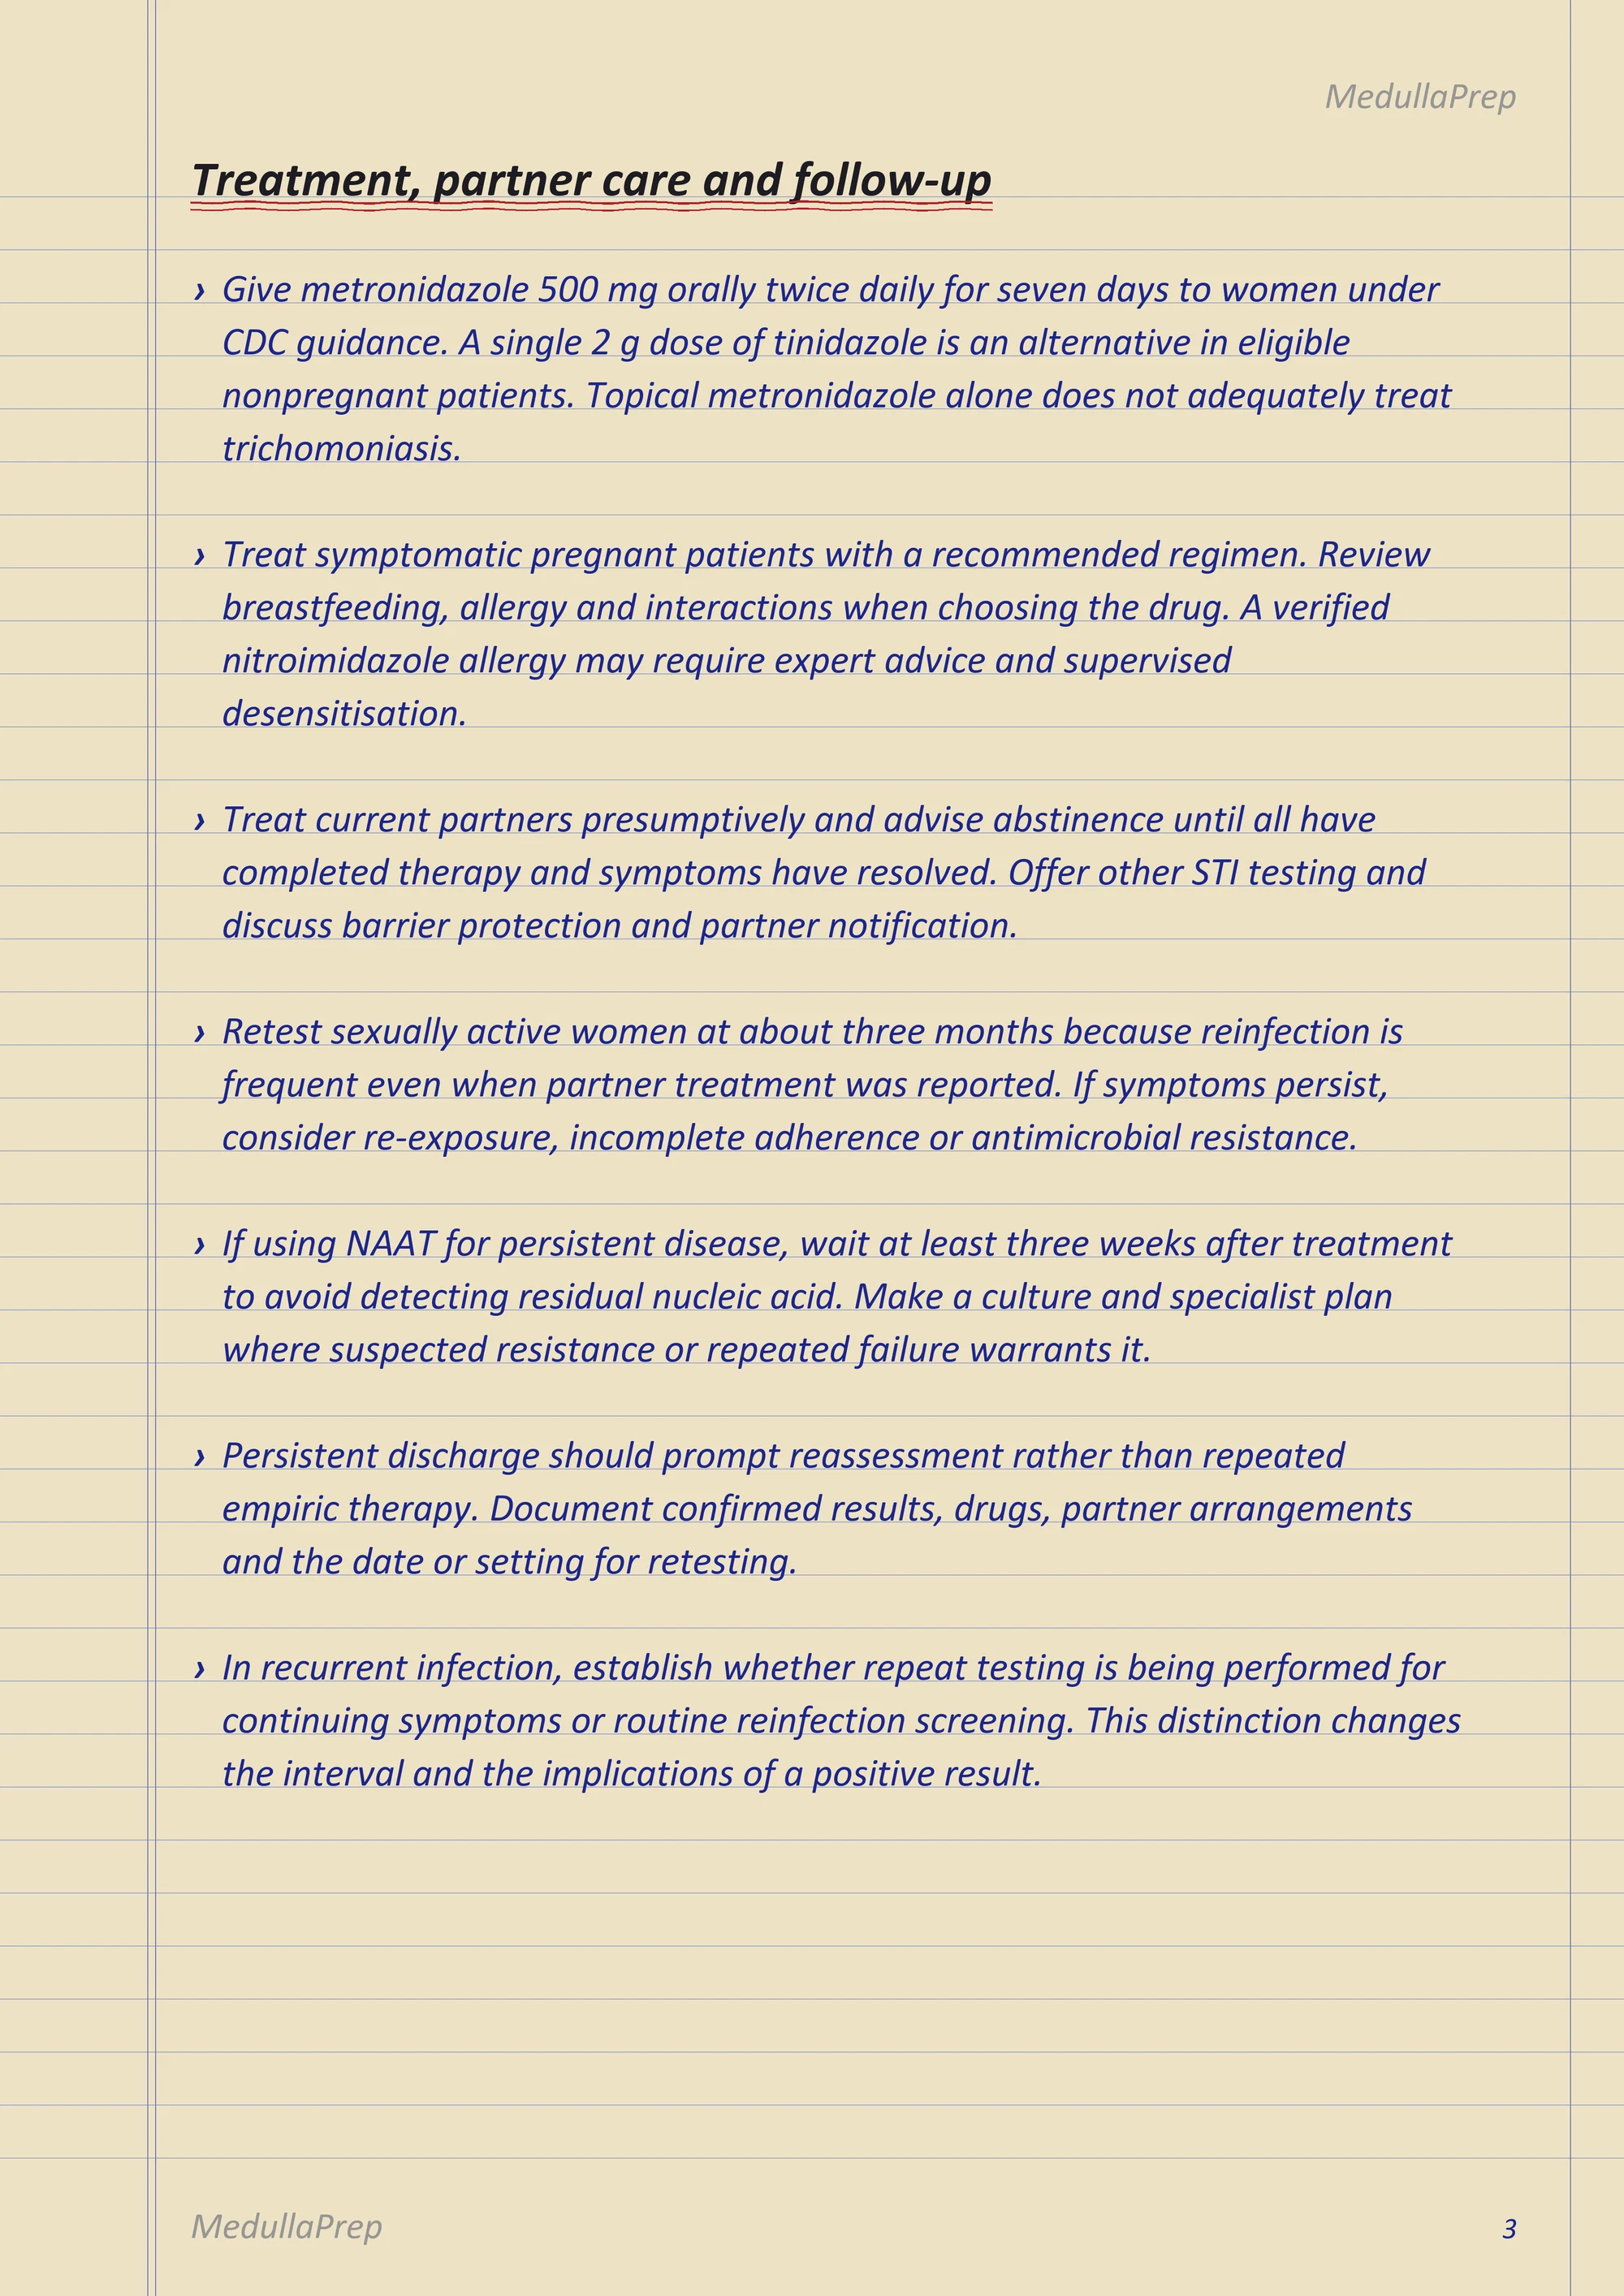 MedullaPrep
Treatment, partner care and follow-up
› Give metronidazole 500 mg orally twice daily for seven days to women under
CDC guidance. A single 2 g dose of tinidazole is an alternative in eligible
nonpregnant patients. Topical metronidazole alone does not adequately treat
trichomoniasis.
› Treat symptomatic pregnant patients with a recommended regimen. Review
breastfeeding, allergy and interactions when choosing the drug. A verified
nitroimidazole allergy may require expert advice and supervised
desensitisation.
› Treat current partners presumptively and advise abstinence until all have
completed therapy and symptoms have resolved. Offer other STI testing and
discuss barrier protection and partner notification.
› Retest sexually active women at about three months because reinfection is
frequent even when partner treatment was reported. If symptoms persist,
consider re-exposure, incomplete adherence or antimicrobial resistance.
› If using NAAT for persistent disease, wait at least three weeks after treatment
to avoid detecting residual nucleic acid. Make a culture and specialist plan
where suspected resistance or repeated failure warrants it.
› Persistent discharge should prompt reassessment rather than repeated
empiric therapy. Document confirmed results, drugs, partner arrangements
and the date or setting for retesting.
› In recurrent infection, establish whether repeat testing is being performed for
continuing symptoms or routine reinfection screening. This distinction changes
the interval and the implications of a positive result.
MedullaPrep
3